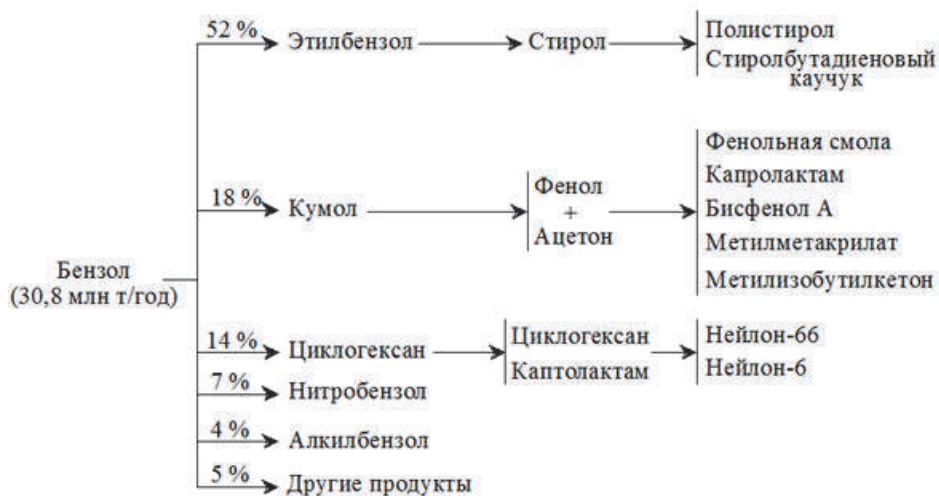 52 %
Этилбензол
Стирол
Полистирол
Стиролбутадиеновый
каучук
18 %
Кумол
Фенол
+
Ацетон
Фенольная смола
Капролактам
Бисфенол А
Метилметакрилат
Метилизобутилкетон
Бензол
(30,8 млн т/год)
14 %
Циклогексан
Циклогексан
Каптолактам
Нейлон-66
Нейлон-6
7 %
Нитробензол
4 %
Алкилбензол
5 %
Другие продукты